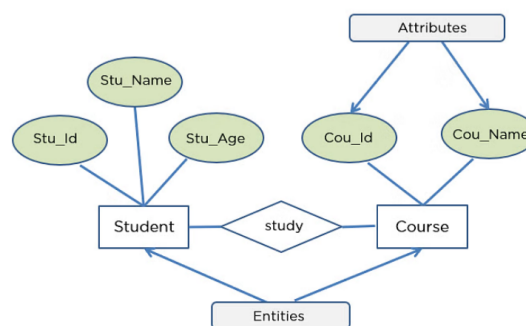 Attributes
Stu_Name
Stu_Id
Stu_Age
Cou_Id
Cou_Name
Student
study
Course
Entities